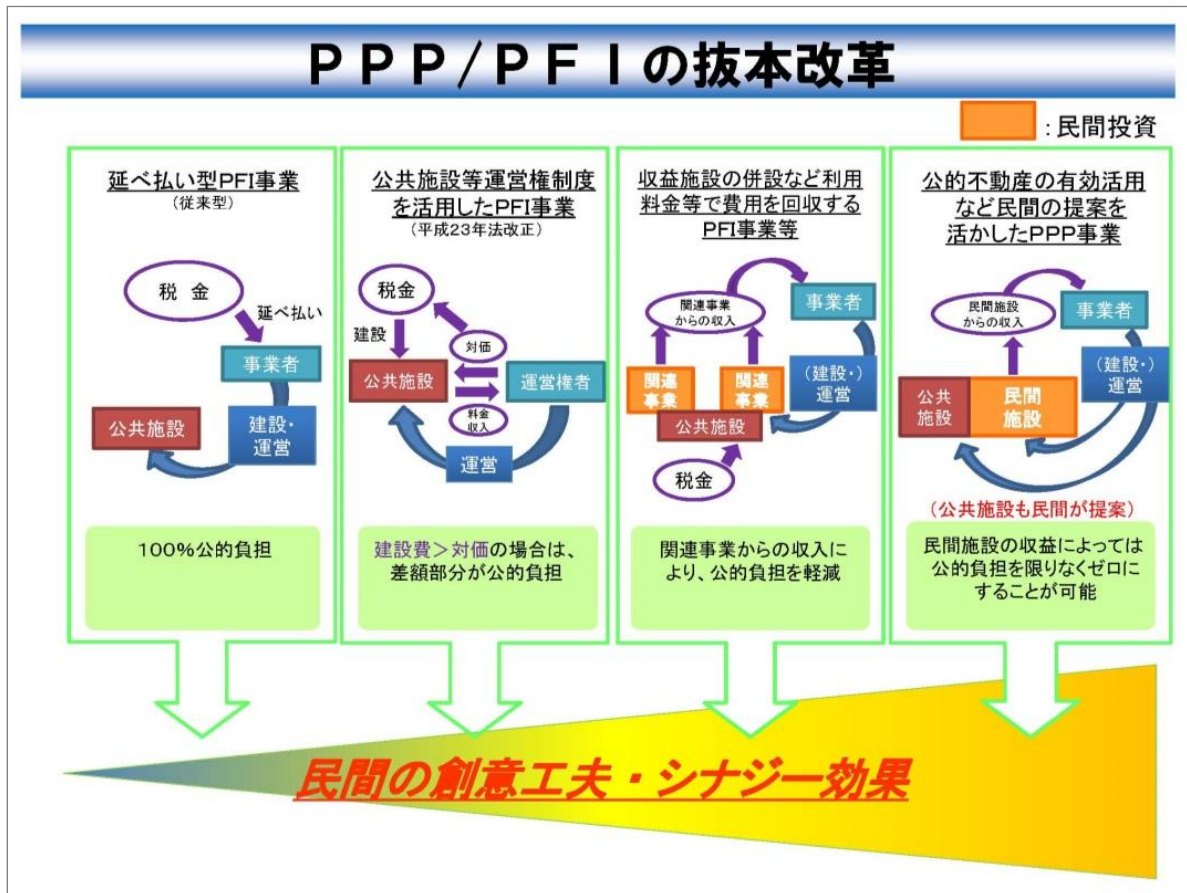 ＰＰＰ/ＰＦＩの抜本改革
：民間投資
延べ払い型PFI事業
（従来型）
税 金
延べ払い
事業者
公共施設
建設・
運営
100％公的負担
公共施設等運営権制度
を活用したPFI事業
（平成23年法改正）
税金
建設
対価
公共施設
運営権者
料金
収入
運営
建設費＞対価の場合は、
差額部分が公的負担
収益施設の併設など利用
料金等で費用を回収する
PFI事業等
関連事業
からの収入
事業者
関連
事業
関連
事業
（建設・）
運営
公共施設
税金
関連事業からの収入に
より、公的負担を軽減
公的不動産の有効活用
など民間の提案を
活かしたPPP事業
民間施設
からの収入
事業者
公共
施設
民間
施設
（建設・）
運営
（公共施設も民間が提案）
民間施設の収益によっては
公的負担を限りなくゼロに
することが可能
民間の創意工夫・シナジー効果